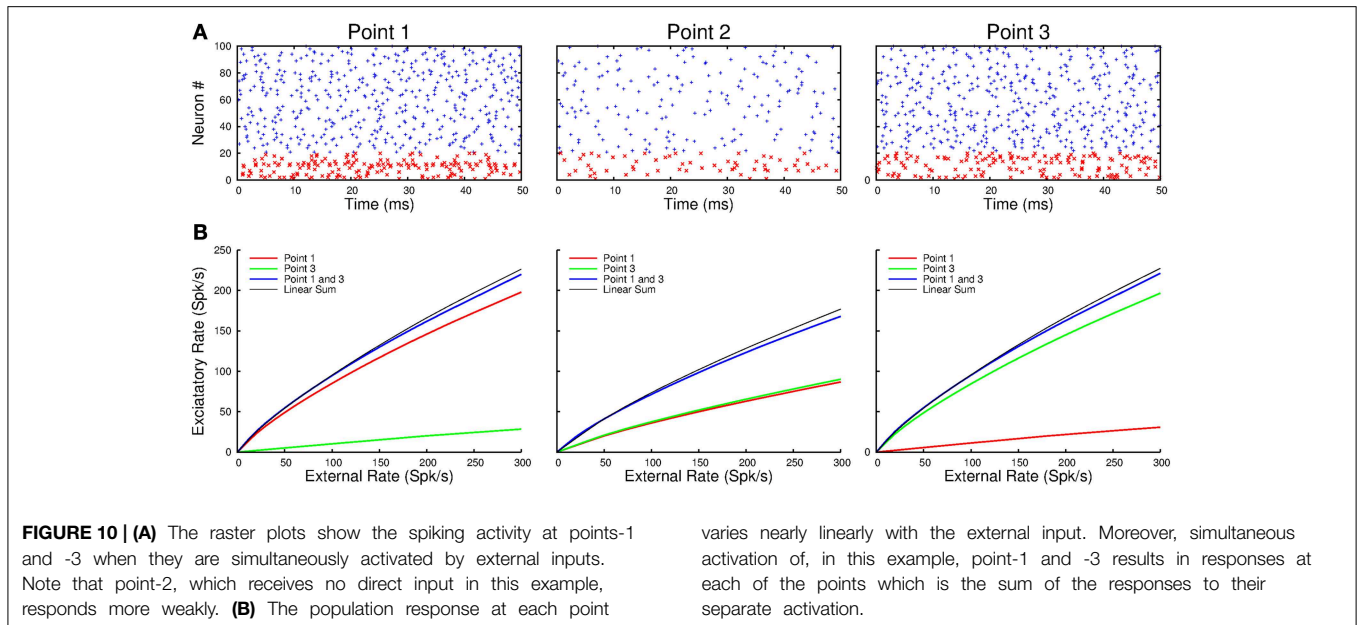 A
Point 1
Point 2
Point 3
Neuron #
100
80
60
40
20
0
0 10 20 30 40 50
Time (ms)
0 10 20 30 40 50
Time (ms)
0
0 10 20 30 40 50
Time (ms)
B
Exciatatory Rate (Spk/s)
250
200
150
100
50
0
Point 1
Point 3
Point 1 and 3
Linear Sum
0 50 100 150 200 250 300
External Rate (Spk/s)
Point 1
Point 3
Point 1 and 3
Linear Sum
0 50 100 150 200 250 300
External Rate (Spk/s)
0
Point 1
Point 3
Point 1 and 3
Linear Sum
0 50 100 150 200 250 300
External Rate (Spk/s)
FIGURE 10 | (A) The raster plots show the spiking activity at points-1
and -3 when they are simultaneously activated by external inputs.
Note that point-2, which receives no direct input in this example,
responds more weakly. (B) The population response at each point
varies nearly linearly with the external input. Moreover, simultaneous
activation of, in this example, point-1 and -3 results in responses at
each of the points which is the sum of the responses to their
separate activation.